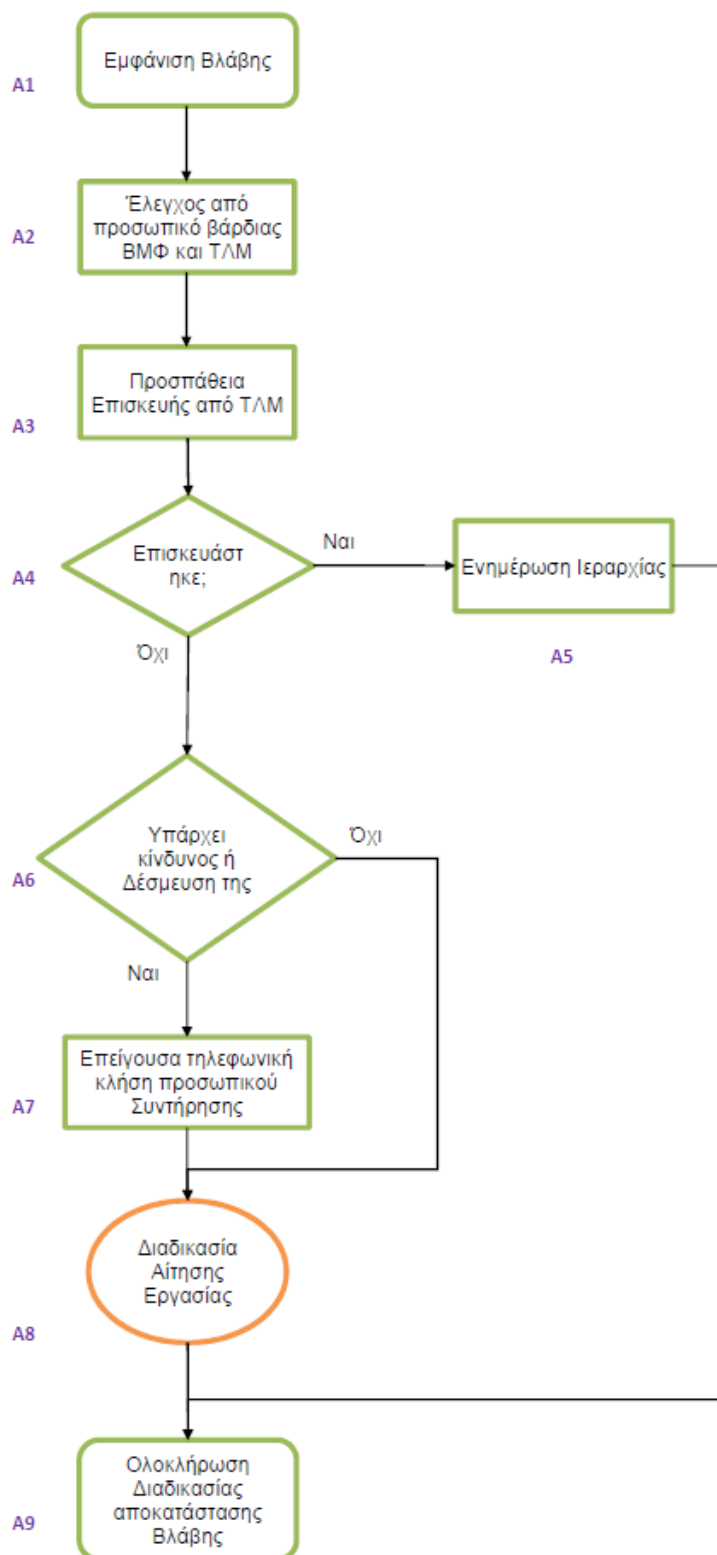 Εμφάνιση Βλάβης
A1
Έλεγχος από
προσωπικό βάρδιας
ΒΜΦ και ΤΛΜ
A2
Προσπάθεια
Επισκευής από ΤΛΜ
A3
Επισκευάστ
ηκε;
A4
Ναι
Ενημέρωση Ιεραρχίας
A5
Όχι
Υπάρχει
κίνδυνος ή
Δέσμευση της
A6
Όχι
Ναι
Επείγουσα τηλεφωνική
κλήση προσωπικού
Συντήρησης
A7
Διαδικασία
Αίτησης
Εργασίας
A8
Ολοκλήρωση
Διαδικασίας
αποκατάστασης
Βλάβης
A9